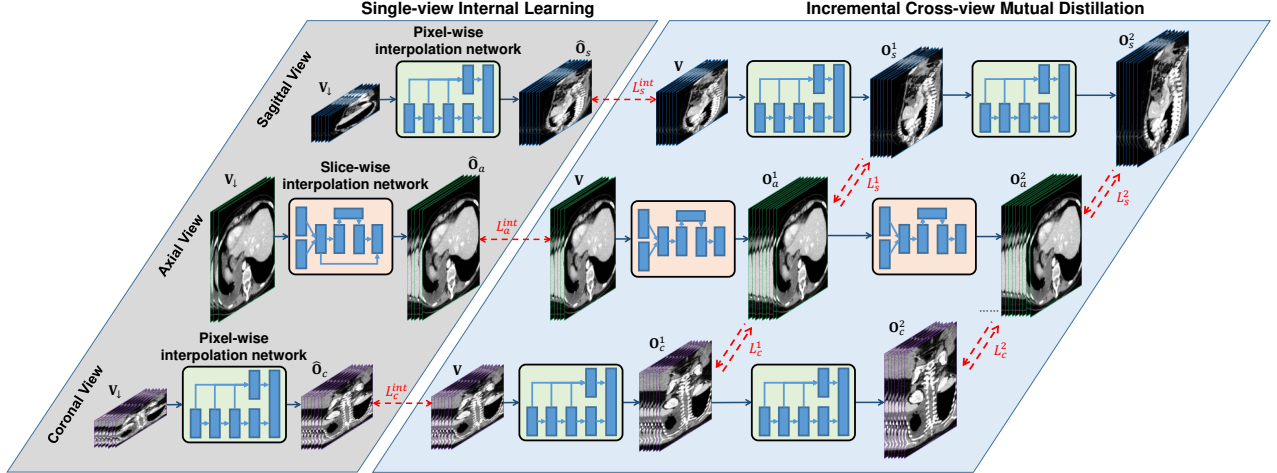 Single-view Internal Learning
Incremental Cross-view Mutual Distillation
Sagittal View
Pixel-wise
interpolation network
V↓
Ô_s
L_s^{int}
V
O_s^1
O_s^2
Axial View
Slice-wise
interpolation network
V↓
Ô_a
L_a^{int}
V
O_a^1
L_s^1
O_a^2
L_s^2
Coronal View
Pixel-wise
interpolation network
V↓
Ô_c
L_c^{int}
V
O_c^1
L_c^1
O_c^2
L_c^2
......